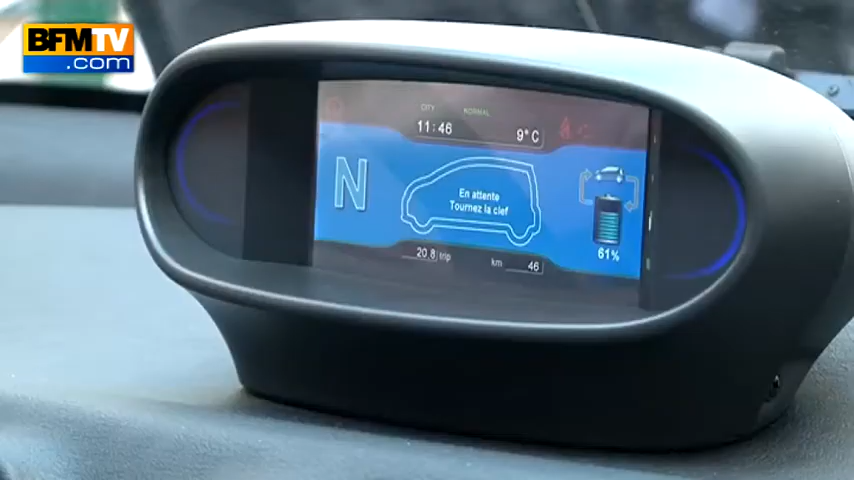 BFMTV
.com
CITY NORMAL
11:46 9°C
N
En attente
Tournez la clef
61%
20.8 trip km 46